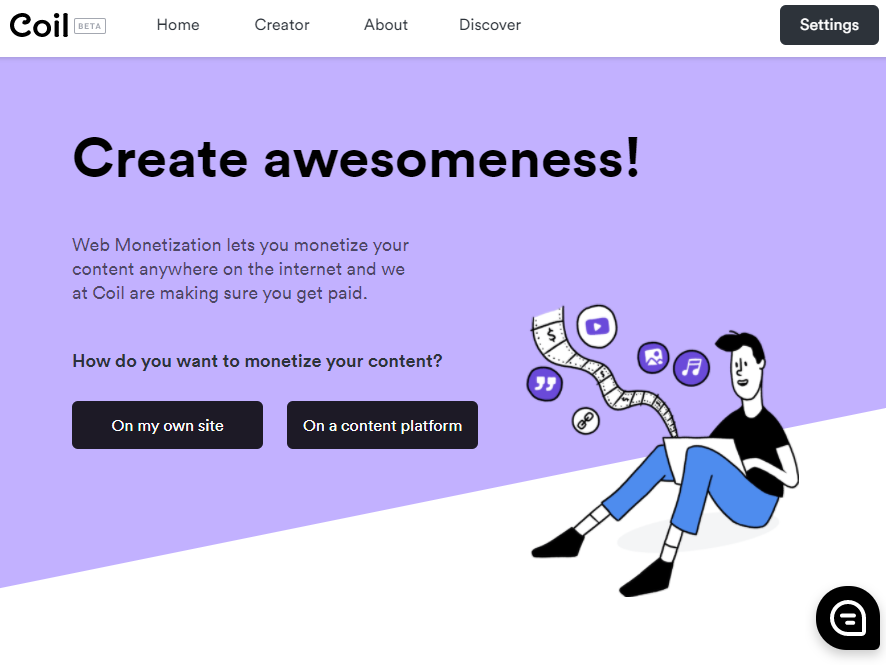 Coil BETA Home Creator About Discover Settings
Create awesomeness!
Web Monetization lets you monetize your
content anywhere on the internet and we
at Coil are making sure you get paid.
How do you want to monetize your content?
On my own site On a content platform